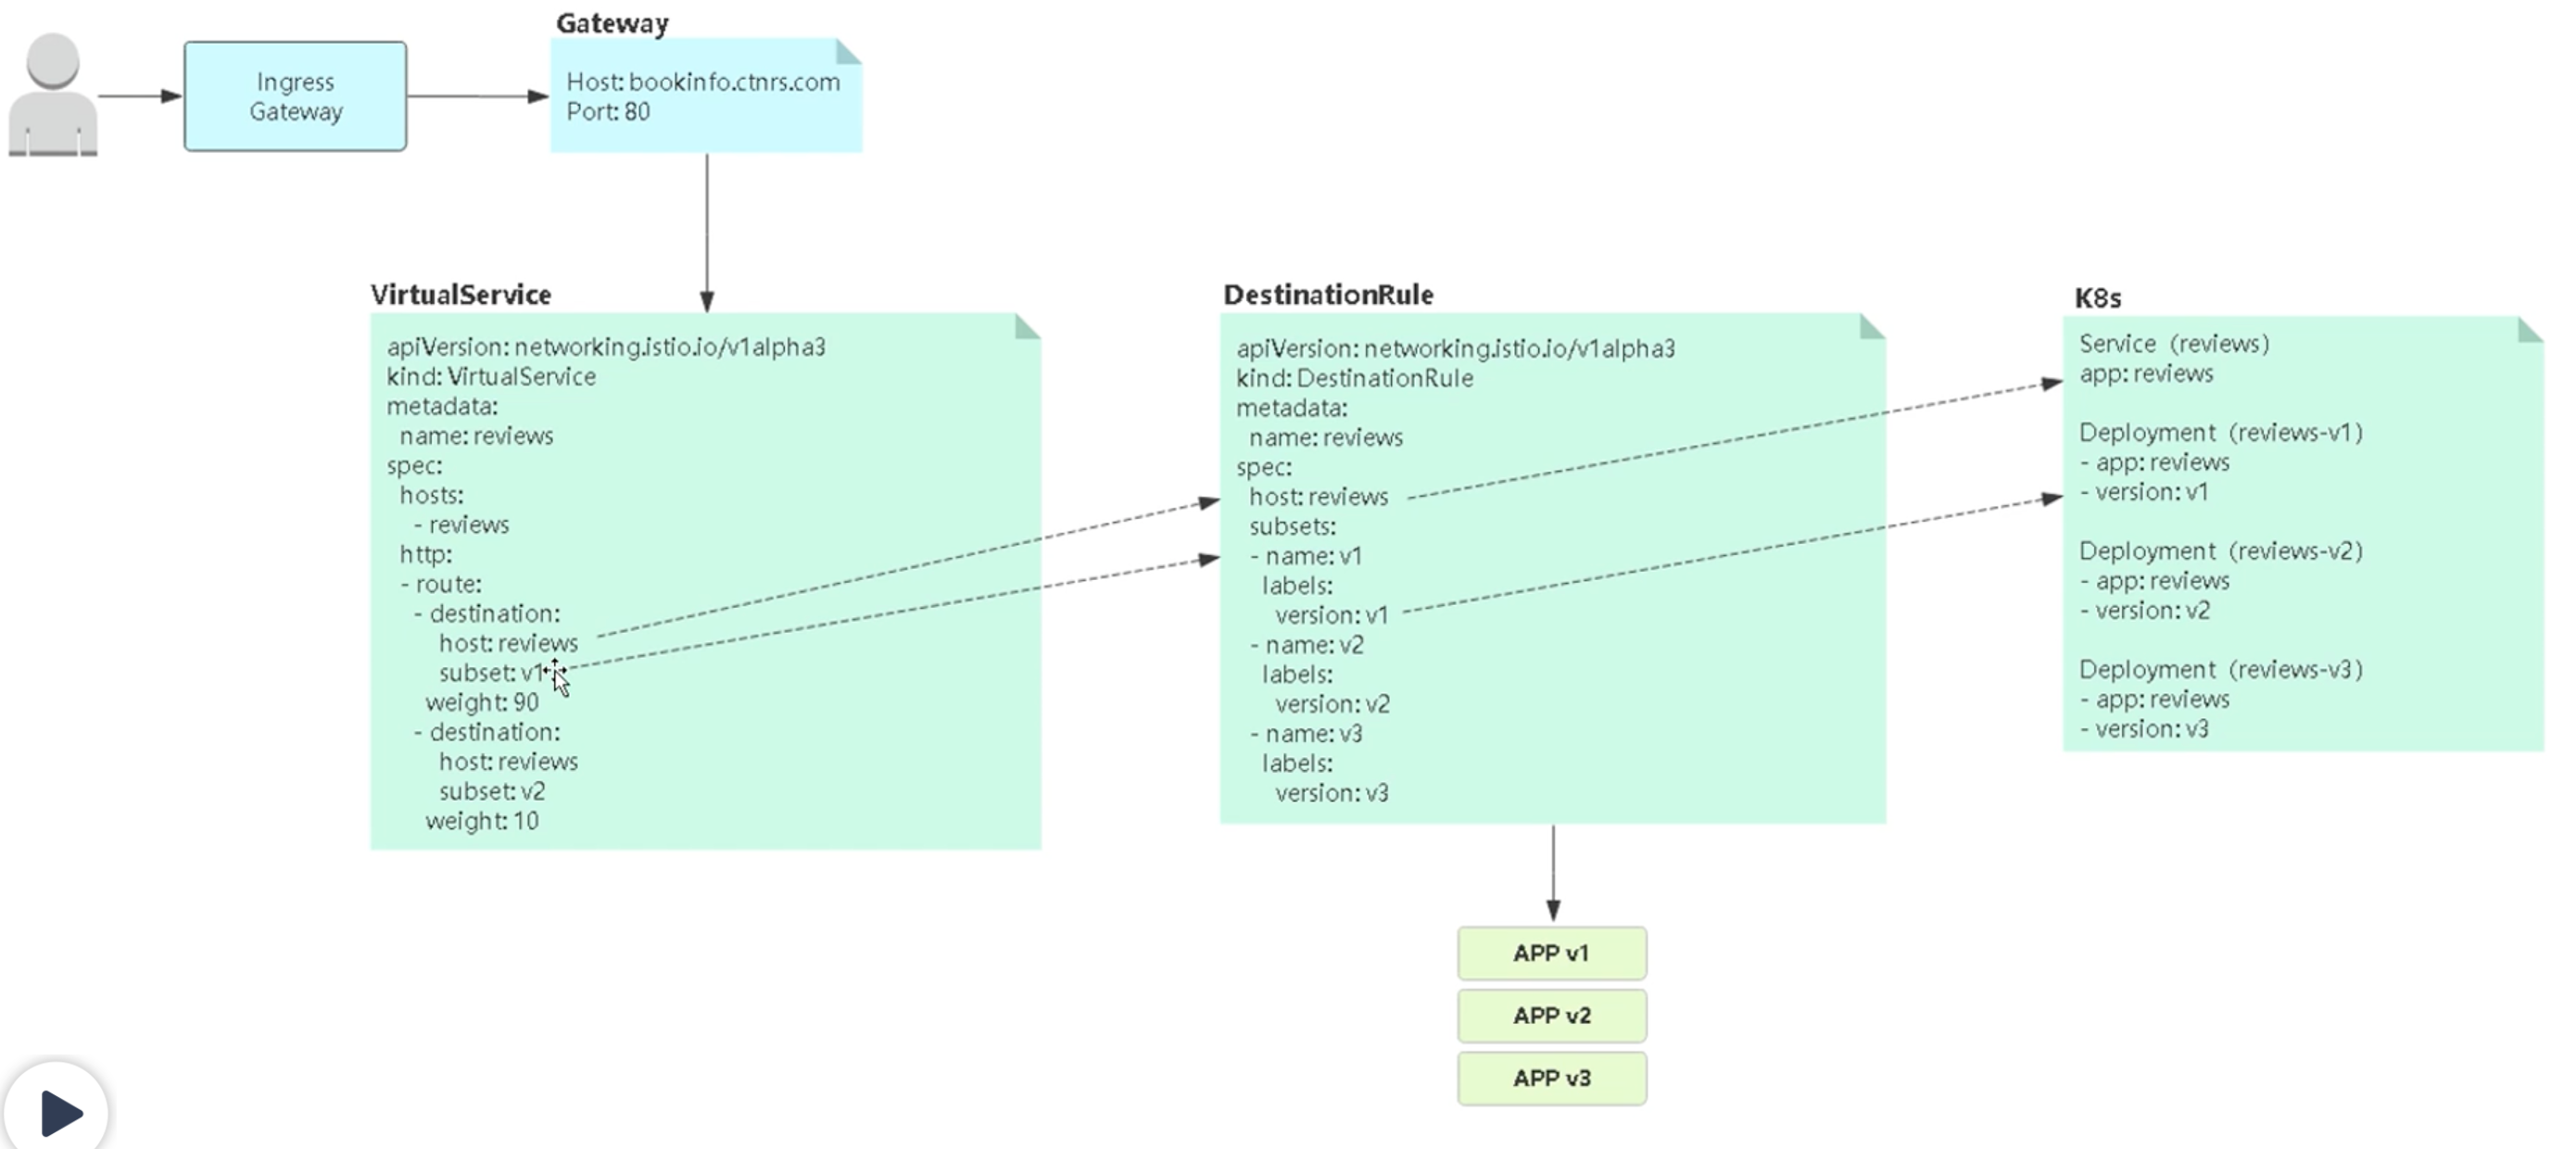 Ingress
Gateway
Gateway
Host: bookinfo.ctnrs.com
Port: 80
VirtualService
apiVersion: networking.istio.io/v1alpha3
kind: VirtualService
metadata:
  name: reviews
spec:
  hosts:
    - reviews
  http:
  - route:
    - destination:
        host: reviews
        subset: v1
      weight: 90
    - destination:
        host: reviews
        subset: v2
      weight: 10
DestinationRule
apiVersion: networking.istio.io/v1alpha3
kind: DestinationRule
metadata:
  name: reviews
spec:
  host: reviews
  subsets:
  - name: v1
    labels:
      version: v1
  - name: v2
    labels:
      version: v2
  - name: v3
    labels:
      version: v3
K8s
Service (reviews)
app: reviews
Deployment (reviews-v1)
- app: reviews
- version: v1
Deployment (reviews-v2)
- app: reviews
- version: v2
Deployment (reviews-v3)
- app: reviews
- version: v3
APP v1
APP v2
APP v3